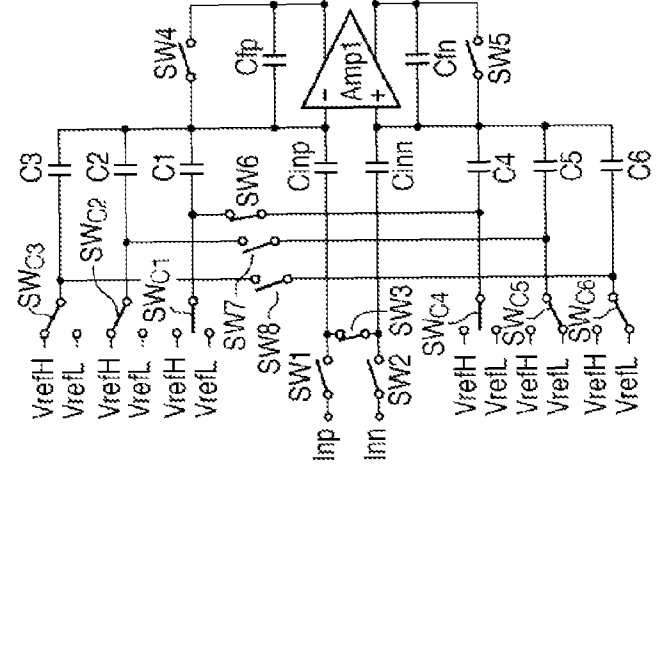 SW4
Cfp
Amp1
−
+
Cfn
SW5
C3
C2
C1
SW6
Cinp
Cinn
C4
C5
C6
SWC3
SWC2
SWC1
SW7
SW8
SW3
SWC4
SWC5
SWC6
SW1
SW2
VrefH
VrefL
VrefH
VrefL
VrefH
VrefL
Inp
Inn
VrefH
VrefL
VrefH
VrefL
VrefH
VrefL